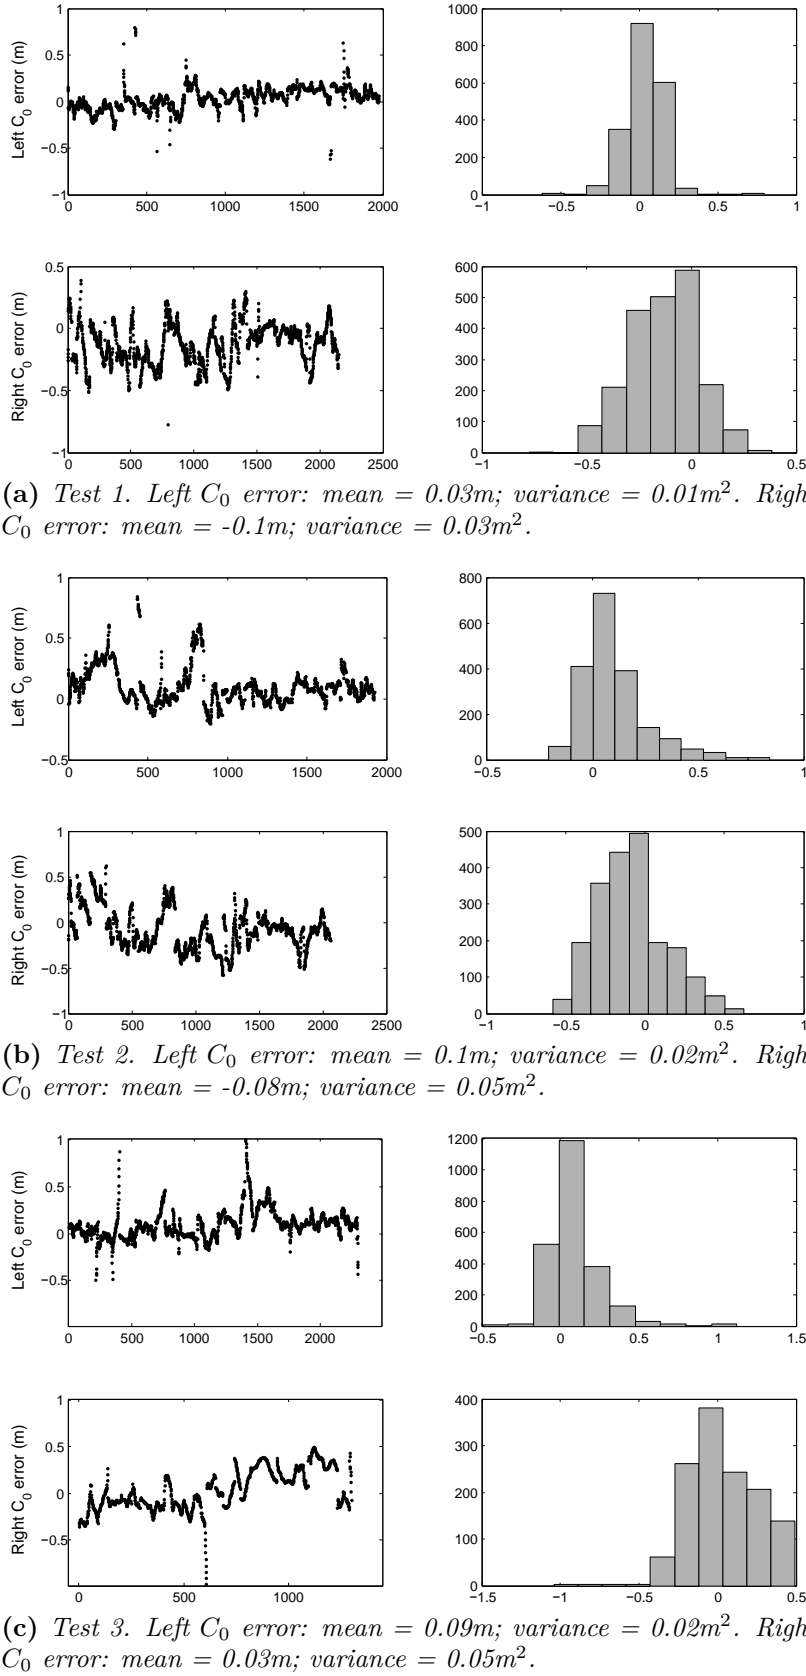 1
0.5
0
−0.5
−1
Left C0 error (m)
0 500 1000 1500 2000
1000
800
600
400
200
0
−1 −0.5 0 0.5 1
0.5
0
−0.5
−1
Right C0 error (m)
0 500 1000 1500 2000 2500
600
500
400
300
200
100
0
−0.5 0 0.5
(a) Test 1. Left C0 error: mean = 0.03m; variance = 0.01m². Righ
C0 error: mean = -0.1m; variance = 0.03m².
1
0.5
0
−0.5
Left C0 error (m)
0 500 1000 1500 2000
800
600
400
200
0
−0.5 0 0.5 1
1
0.5
0
−0.5
−1
Right C0 error (m)
0 500 1000 1500 2000 2500
500
400
300
200
100
0
−1 −0.5 0 0.5 1
(b) Test 2. Left C0 error: mean = 0.1m; variance = 0.02m². Righ
C0 error: mean = -0.08m; variance = 0.05m².
1
0.5
0
−0.5
Left C0 error (m)
0 500 1000 1500 2000
1200
1000
800
600
400
200
0
−0.5 0 0.5 1 1.5
1
0.5
0
−0.5
Right C0 error (m)
0 500 1000
400
300
200
100
0
−1.5 −1 −0.5 0 0.5
(c) Test 3. Left C0 error: mean = 0.09m; variance = 0.02m². Righ
C0 error: mean = 0.03m; variance = 0.05m².